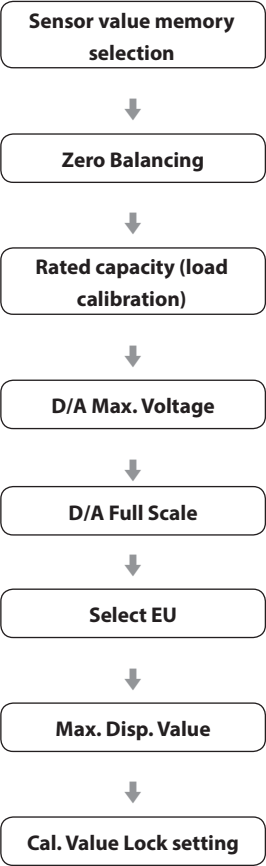 Sensor value memory
selection
Zero Balancing
Rated capacity (load
calibration)
D/A Max. Voltage
D/A Full Scale
Select EU
Max. Disp. Value
Cal. Value Lock setting